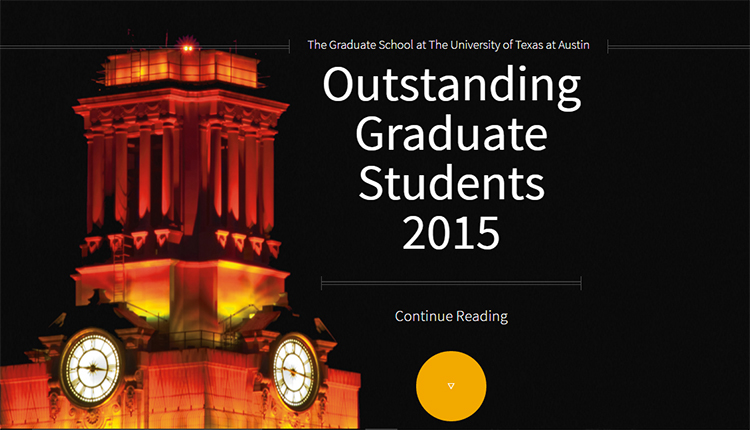 The Graduate School at The University of Texas at Austin
Outstanding
Graduate
Students
2015
Continue Reading